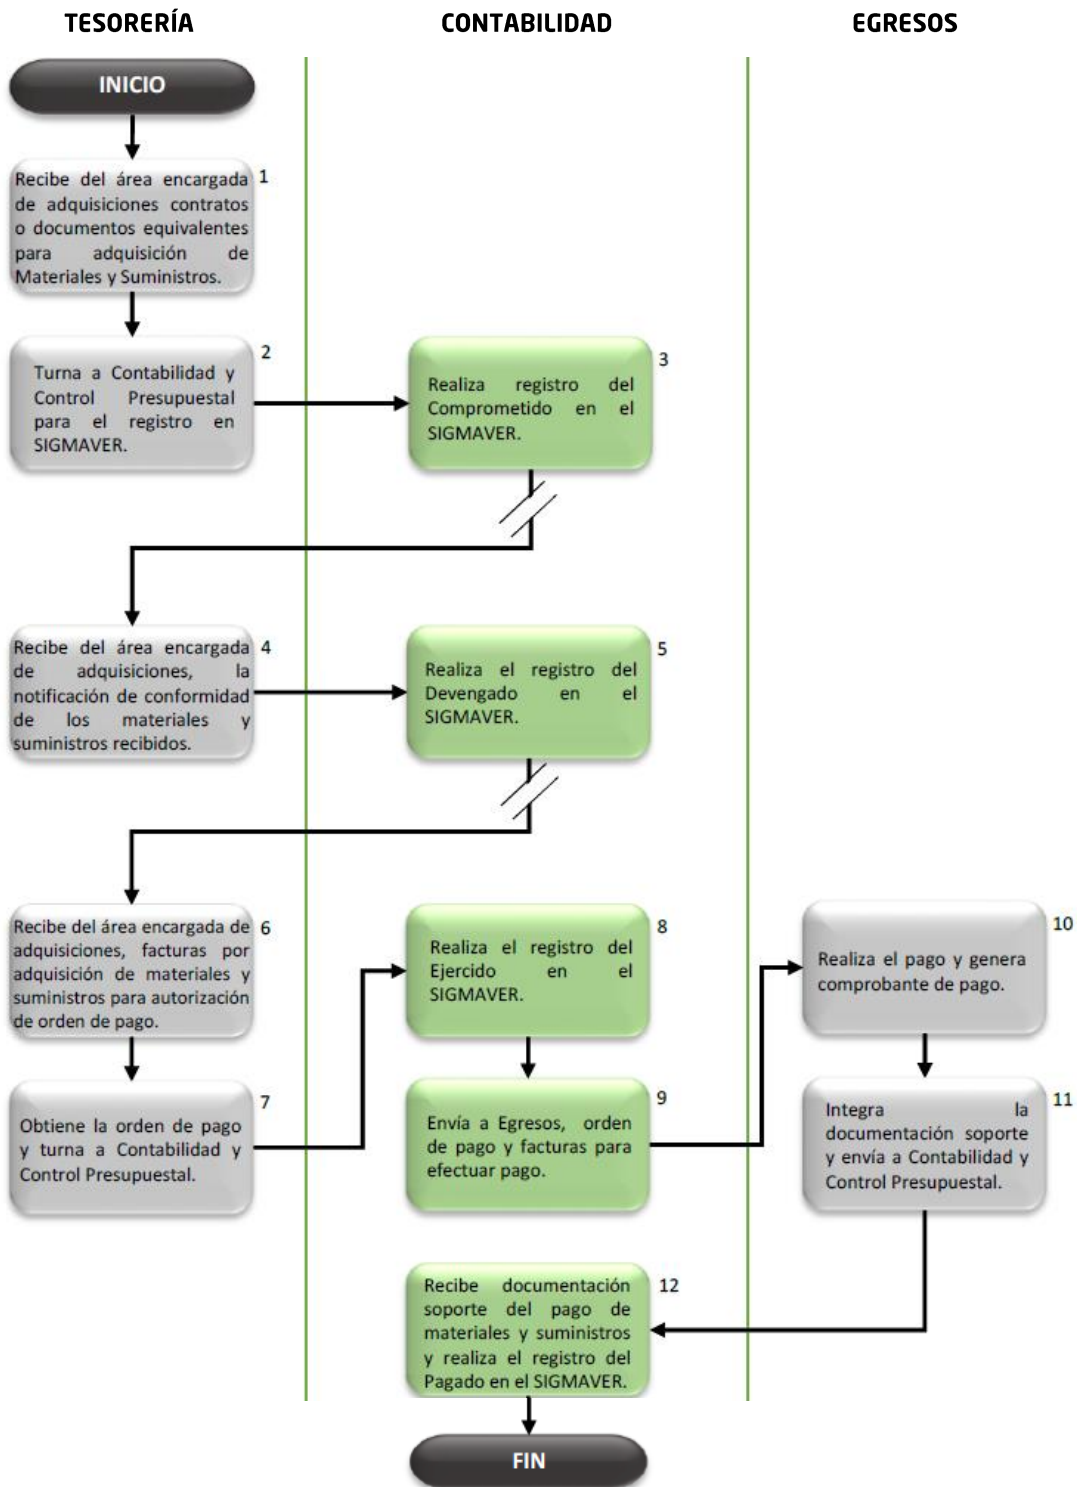 TESORERÍA
CONTABILIDAD
EGRESOS
INICIO
1
Recibe del área encargada
de adquisiciones contratos
o documentos equivalentes
para adquisición de
Materiales y Suministros.
2
Turna a Contabilidad y
Control Presupuestal
para el registro en
SIGMAVER.
3
Realiza registro del
Comprometido en el
SIGMAVER.
4
Recibe del área encargada
de adquisiciones, la
notificación de conformidad
de los materiales y
suministros recibidos.
5
Realiza el registro del
Devengado en el
SIGMAVER.
6
Recibe del área encargada de
adquisiciones, facturas por
adquisición de materiales y
suministros para autorización
de orden de pago.
7
Obtiene la orden de pago
y turna a Contabilidad y
Control Presupuestal.
8
Realiza el registro del
Ejercido en el
SIGMAVER.
9
Envía a Egresos, orden
de pago y facturas para
efectuar pago.
10
Realiza el pago y genera
comprobante de pago.
11
Integra la
documentación soporte
y envía a Contabilidad y
Control Presupuestal.
12
Recibe documentación
soporte del pago de
materiales y suministros
y realiza el registro del
Pagado en el SIGMAVER.
FIN